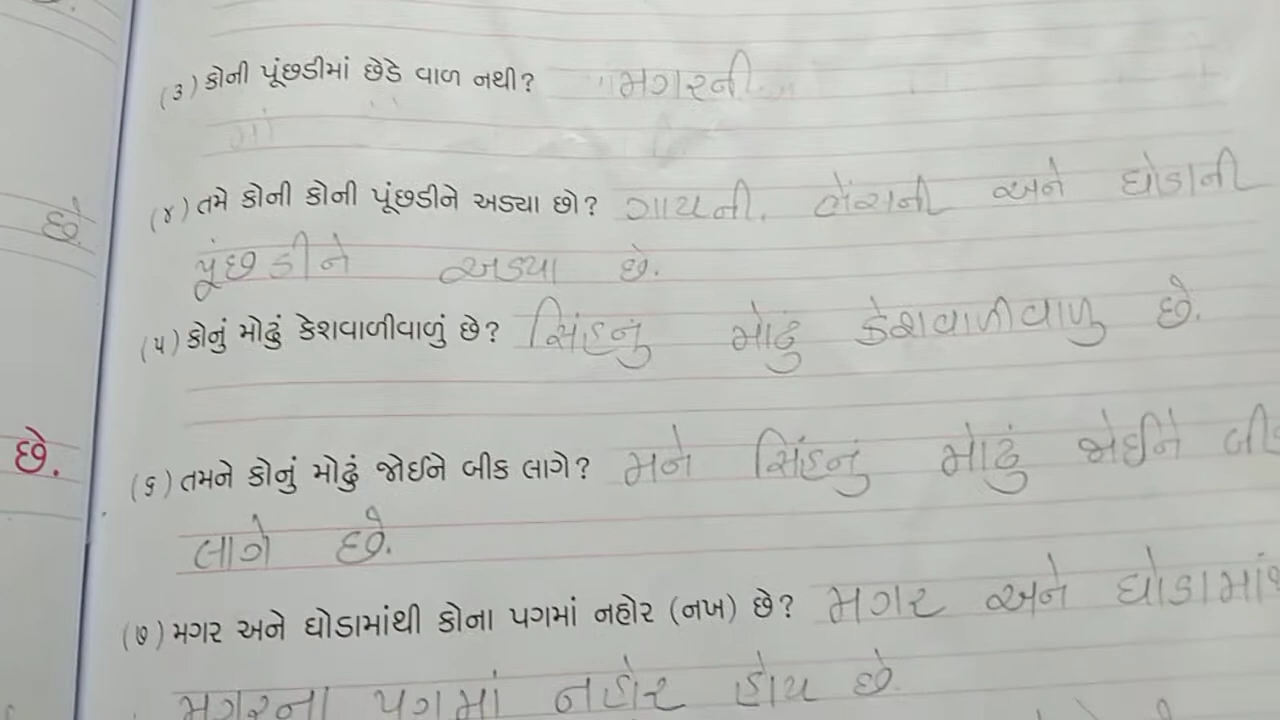 (૩) કોની પૂંછડીમાં છેડે વાળ નથી? મગરની
માં
(૪) તમે કોની કોની પૂંછડીને અડ્યા છો? ગાયની, ભેંસની અને ઘોડાની
પૂંછડીને અડ્યા છે.
(૫) કોનું મોઢું કેશવાળીવાળું છે? સિંહનું મોઢું કેશવાળીવાળુ છે.
છે.
(૬) તમને કોનું મોઢું જોઈને બીક લાગે? મને સિંહનું મોઢું જોઈને
છે.
લાગે છે.
(૭) મગર અને ઘોડામાંથી કોના પગમાં નહોર (નખ) છે? મગર અને
મગરના પગમાં નહોર હોય છે.